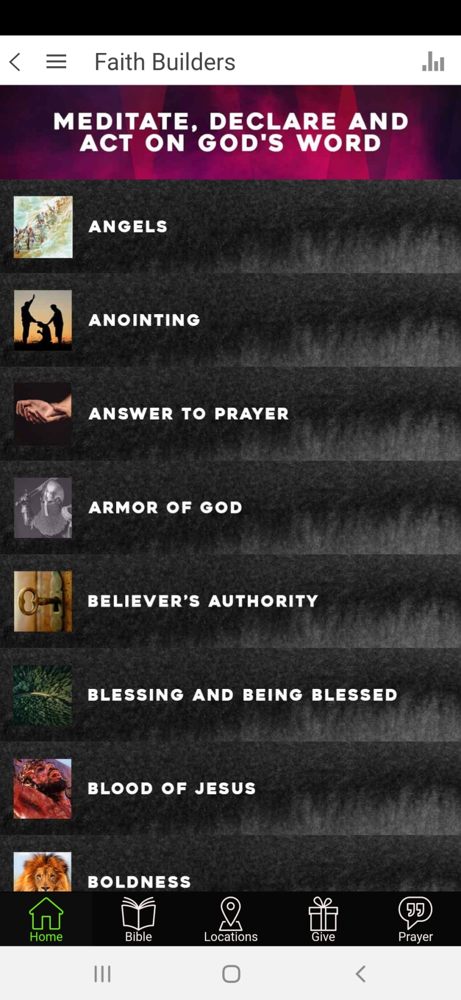 Faith Builders
MEDITATE, DECLARE AND
ACT ON GOD'S WORD
ANGELS
ANOINTING
ANSWER TO PRAYER
ARMOR OF GOD
BELIEVER’S AUTHORITY
BLESSING AND BEING BLESSED
BLOOD OF JESUS
BOLDNESS
Home
Bible
Locations
Give
Prayer